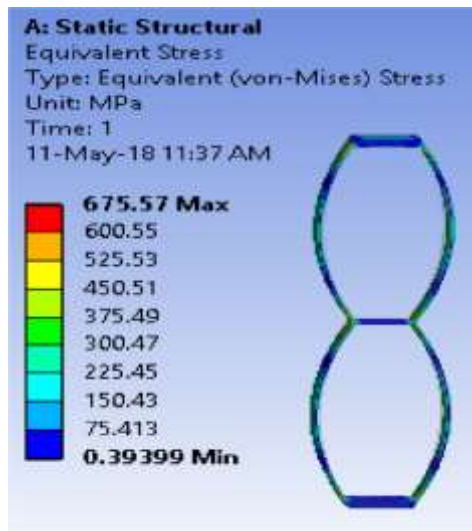 A: Static Structural
Equivalent Stress
Type: Equivalent (von-Mises) Stress
Unit: MPa
Time: 1
11-May-18 11:37 AM
675.57 Max
600.55
525.53
450.51
375.49
300.47
225.45
150.43
75.413
0.39399 Min